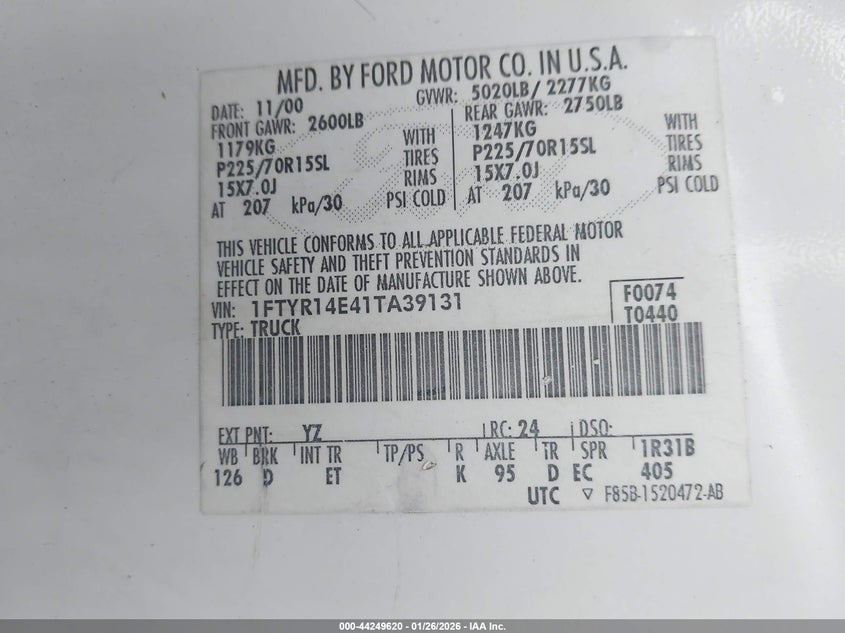 MFD. BY FORD MOTOR CO. IN U.S.A.
DATE: 11/00 GVWR: 5020LB/ 2277KG
FRONT GAWR: 2600LB REAR GAWR: 2750LB
1179KG WITH 1247KG WITH
P225/70R15SL TIRES P225/70R15SL TIRES
15X7.0J RIMS 15X7.0J RIMS
AT 207 kPa/30 PSI COLD AT 207 kPa/30 PSI COLD
THIS VEHICLE CONFORMS TO ALL APPLICABLE FEDERAL MOTOR
VEHICLE SAFETY AND THEFT PREVENTION STANDARDS IN
EFFECT ON THE DATE OF MANUFACTURE SHOWN ABOVE.
VIN: 1FTYR14E41TA39131 F0074
TYPE: TRUCK T0440
EXT PNT: YZ RC: 24 DSO:
WB BRK INT TR TP/PS R AXLE TR SPR 1R31B
126 D ET K 95 D EC 405
UTC ▽ F85B-1520472-AB
000-44249620 - 01/26/2026 - IAA Inc.